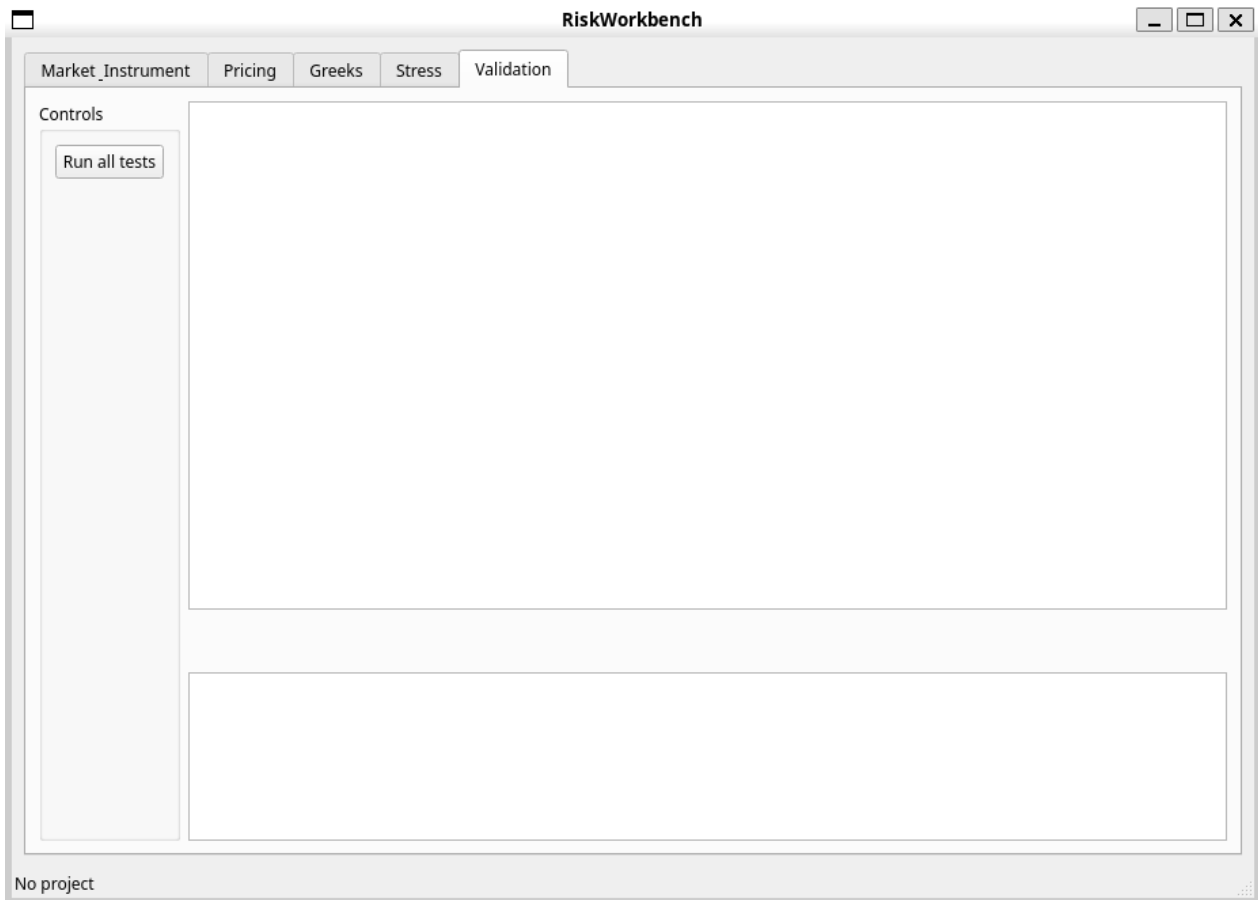 RiskWorkbench
Market_Instrument Pricing Greeks Stress Validation
Controls
Run all tests
No project